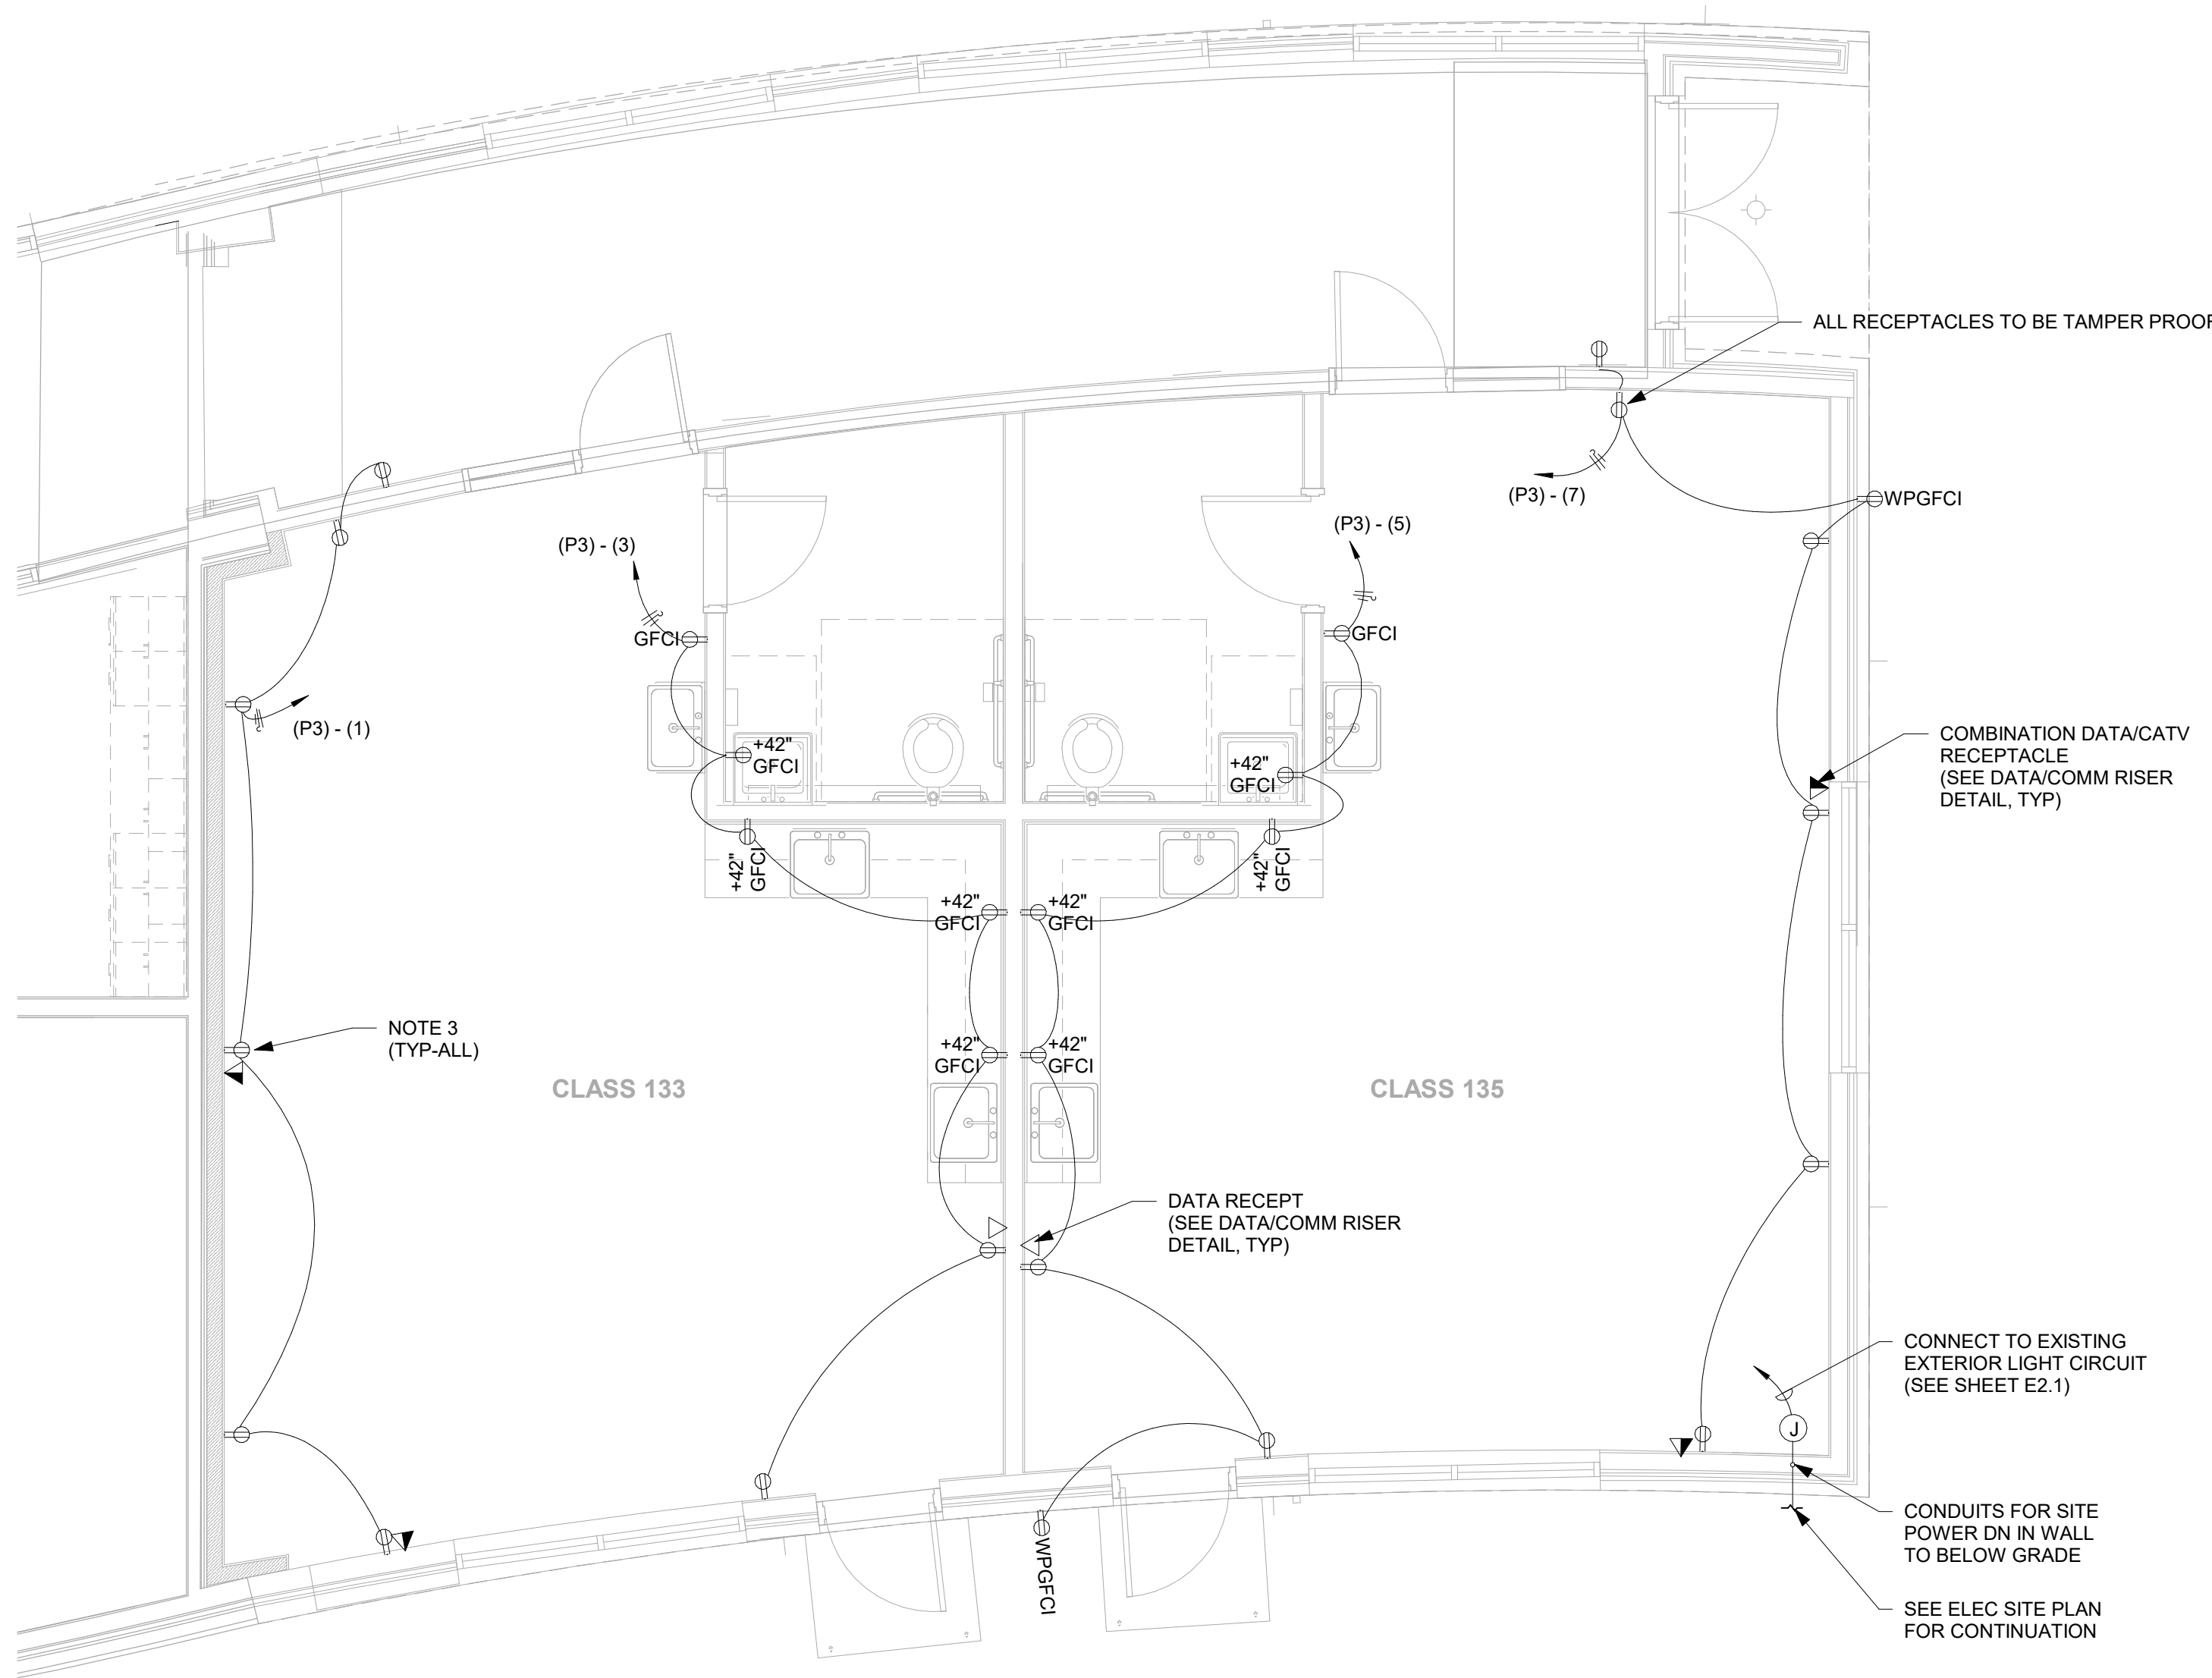 ALL RECEPTACLES TO BE TAMPER PROOF
(P3) - (7)
WPGFCI
(P3) - (5)
(P3) - (3)
GFCI
GFCI
(P3) - (1)
+42"
GFCI
+42"
GFCI
COMBINATION DATA/CATV
RECEPTACLE
(SEE DATA/COMM RISER
DETAIL, TYP)
+42"
GFCI
+42"
GFCI
+42"
GFCI
+42"
GFCI
NOTE 3
(TYP-ALL)
+42"
GFCI
+42"
GFCI
CLASS 133
CLASS 135
DATA RECEPT
(SEE DATA/COMM RISER
DETAIL, TYP)
CONNECT TO EXISTING
EXTERIOR LIGHT CIRCUIT
(SEE SHEET E2.1)
J
WPGFCI
CONDUITS FOR SITE
POWER DN IN WALL
TO BELOW GRADE
SEE ELEC SITE PLAN
FOR CONTINUATION